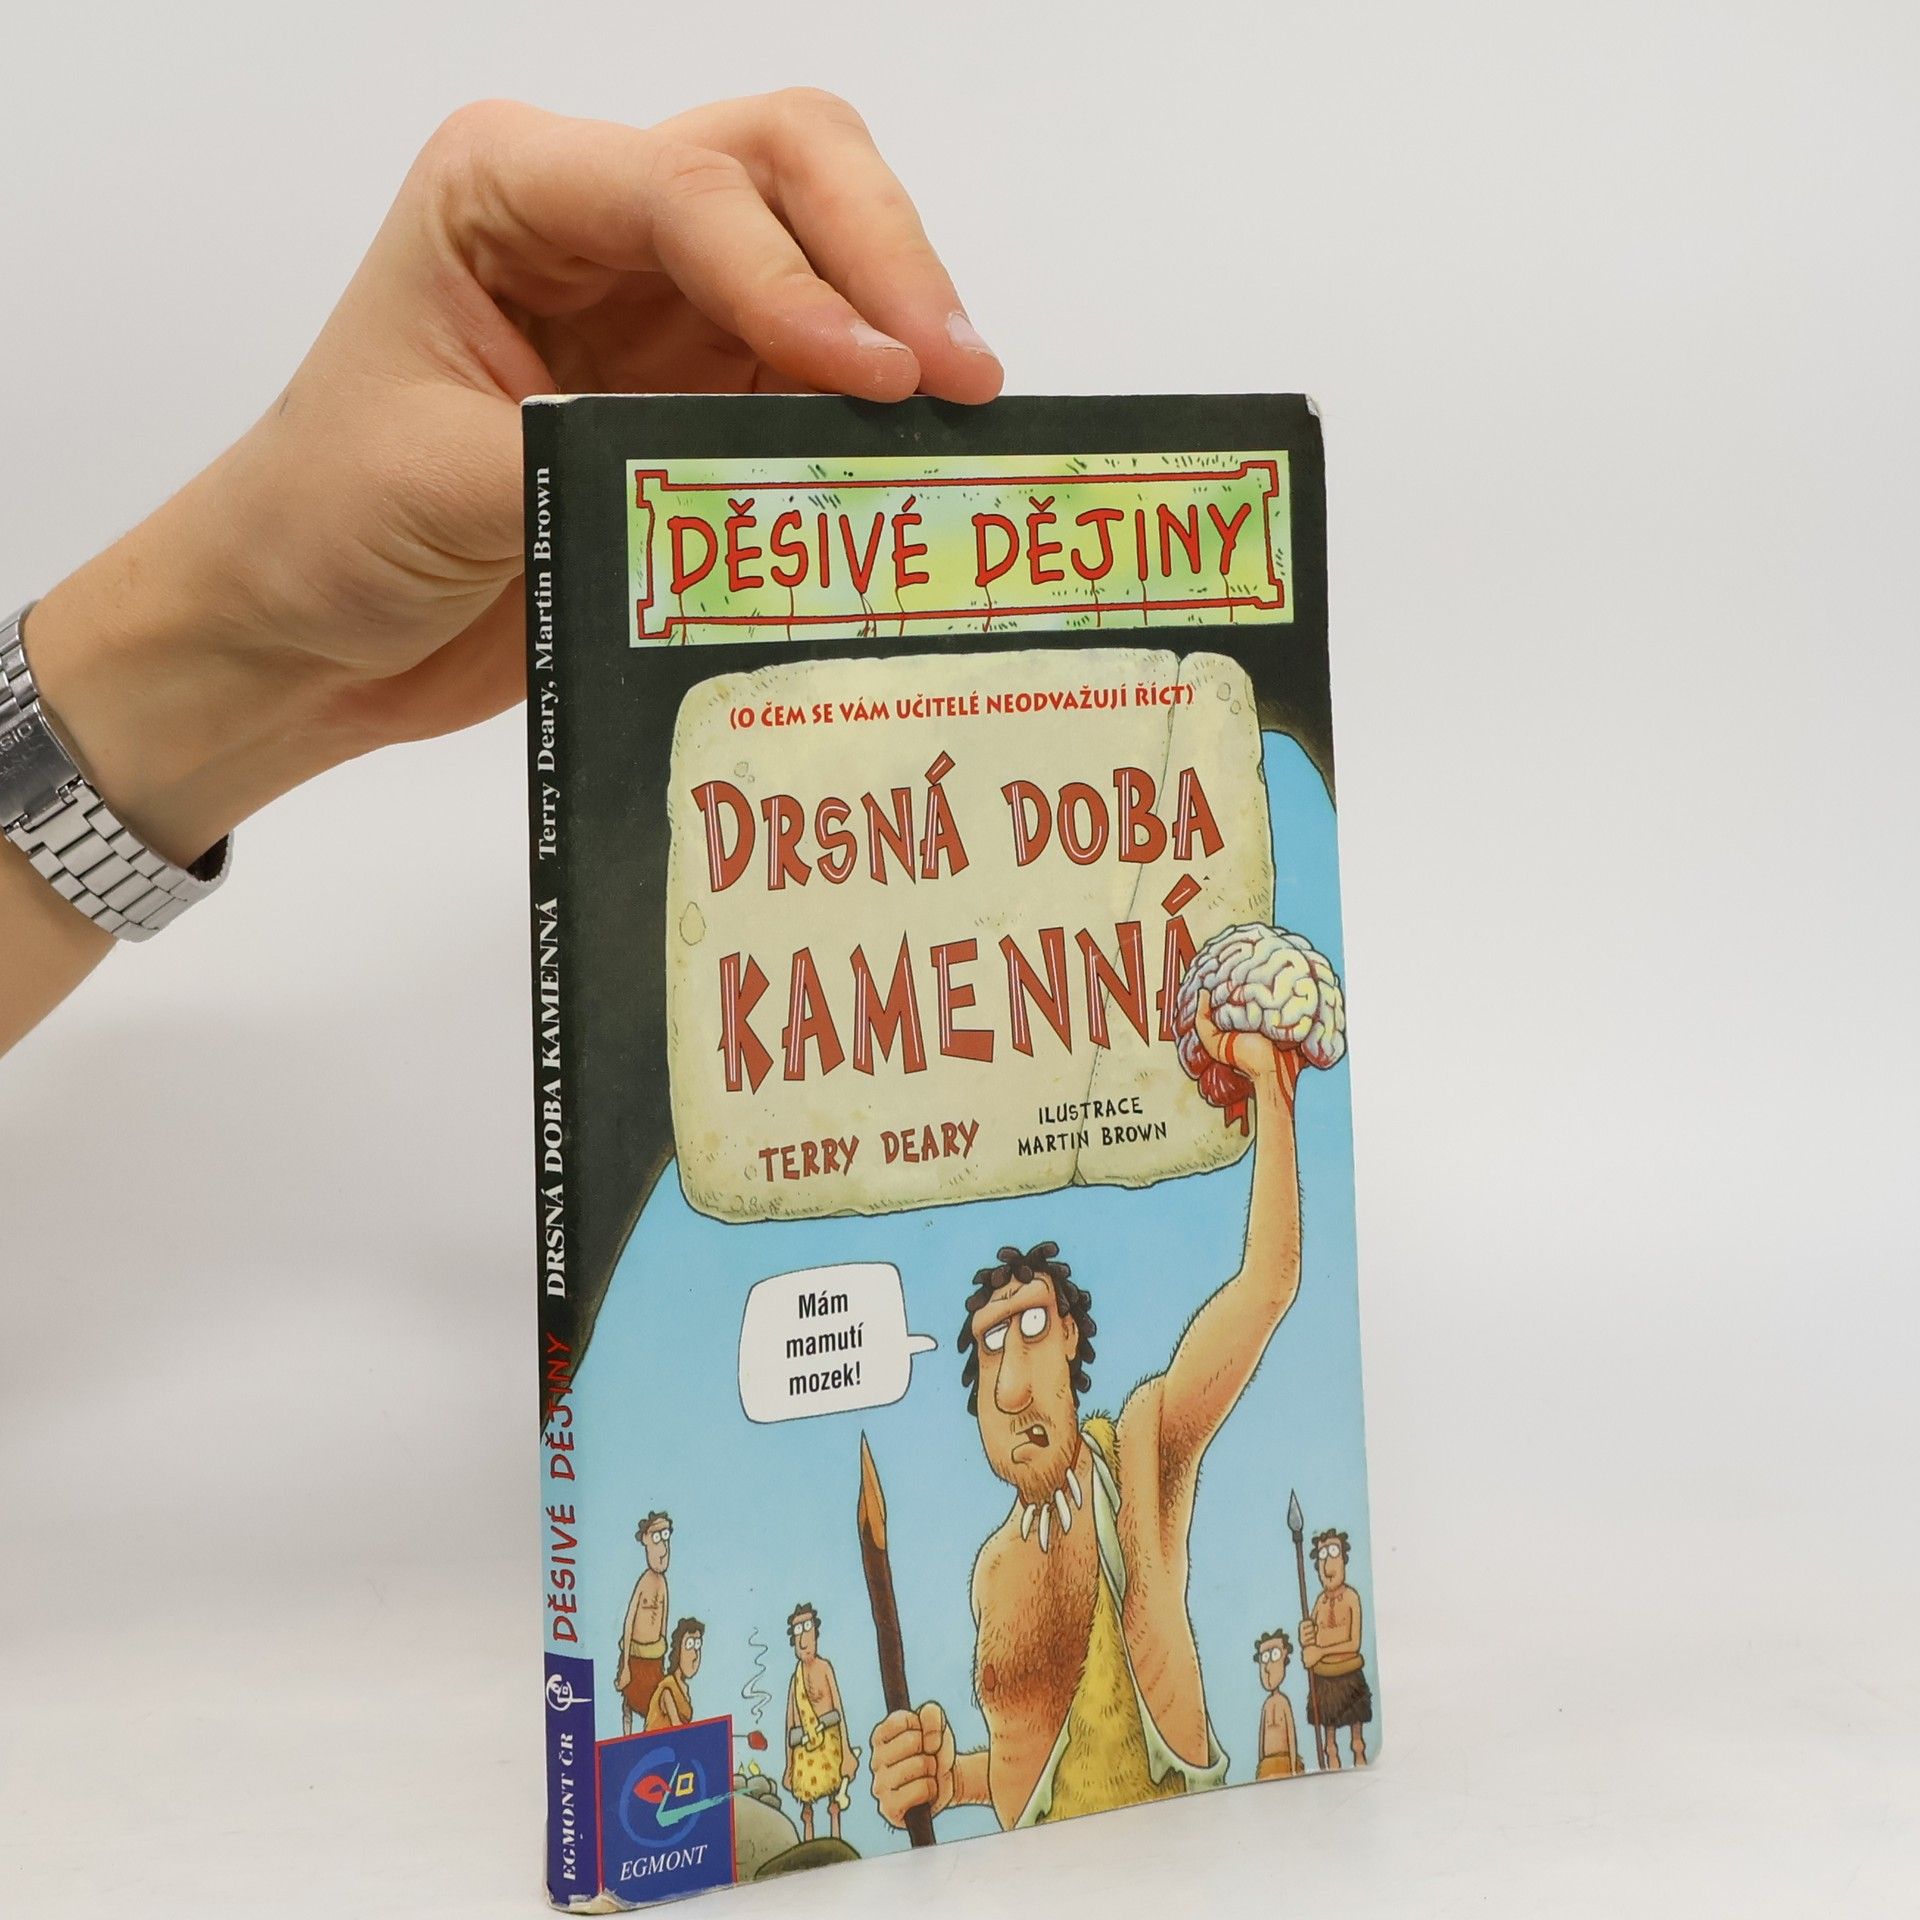 DĚSIVÉ DĚJINY
(O ČEM SE VÁM UČITELÉ NEODVAŽUJÍ ŘÍCT)
DRSNÁ DOBA
KAMENNÁ
TERRY DEARY
ILUSTRACE
MARTIN BROWN
Mám
mamutí
mozek!
EGMONT
EGMONT ČR DĚSIVÉ DĚJINY DRSNÁ DOBA KAMENNÁ Terry Deary, Martin Brown